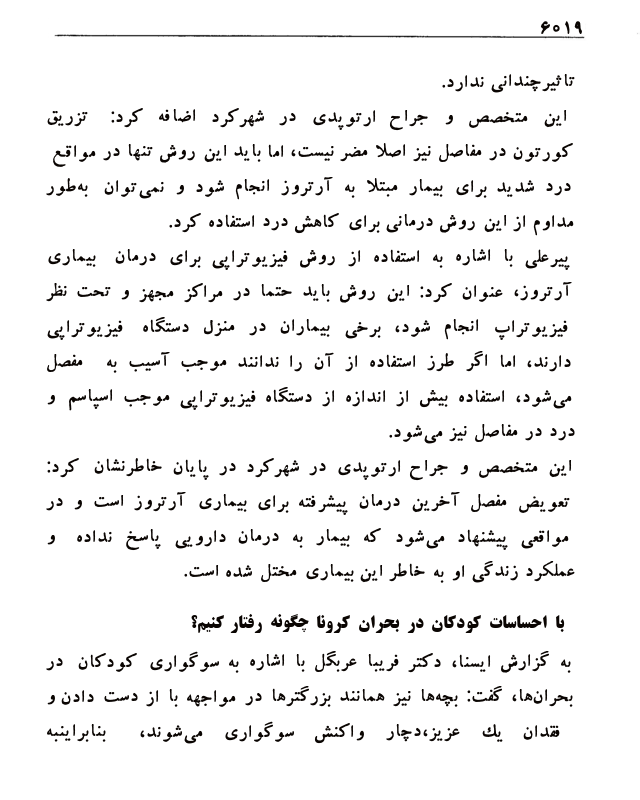 ۶۰۱۹
تاثیرچندانی ندارد.
این متخصص و جراح ارتوپدی در شهرکرد اضافه کرد: تزریق
کورتون در مفاصل نیز اصلا مضر نیست، اما باید این روش تنها در مواقع
درد شدید برای بیمار مبتلا به آرتروز انجام شود و نمی‌توان به‌طور
مداوم از این روش درمانی برای کاهش درد استفاده کرد.
پیرعلی با اشاره به استفاده از روش فیزیوتراپی برای درمان بیماری
آرتروز، عنوان کرد: این روش باید حتما در مراکز مجهز و تحت نظر
فیزیوتراپ انجام شود، برخی بیماران در منزل دستگاه فیزیوتراپی
دارند، اما اگر طرز استفاده از آن را ندانند موجب آسیب به مفصل
می‌شود، استفاده بیش از اندازه از دستگاه فیزیوتراپی موجب اسپاسم و
درد در مفاصل نیز می‌شود.
این متخصص و جراح ارتوپدی در شهرکرد در پایان خاطرنشان کرد:
تعویض مفصل آخرین درمان پیشرفته برای بیماری آرتروز است و در
مواقعی پیشنهاد می‌شود که بیمار به درمان دارویی پاسخ نداده و
عملکرد زندگی او به خاطر این بیماری مختل شده است.
با احساسات کودکان در بحران کرونا چگونه رفتار کنیم؟
به گزارش ایسنا، دکتر فریبا عربگل با اشاره به سوگواری کودکان در
بحران‌ها، گفت: بچه‌ها نیز همانند بزرگترها در مواجهه با از دست دادن و
فقدان یك عزیز،دچار واکنش سوگواری می‌شوند، بنابراینبه